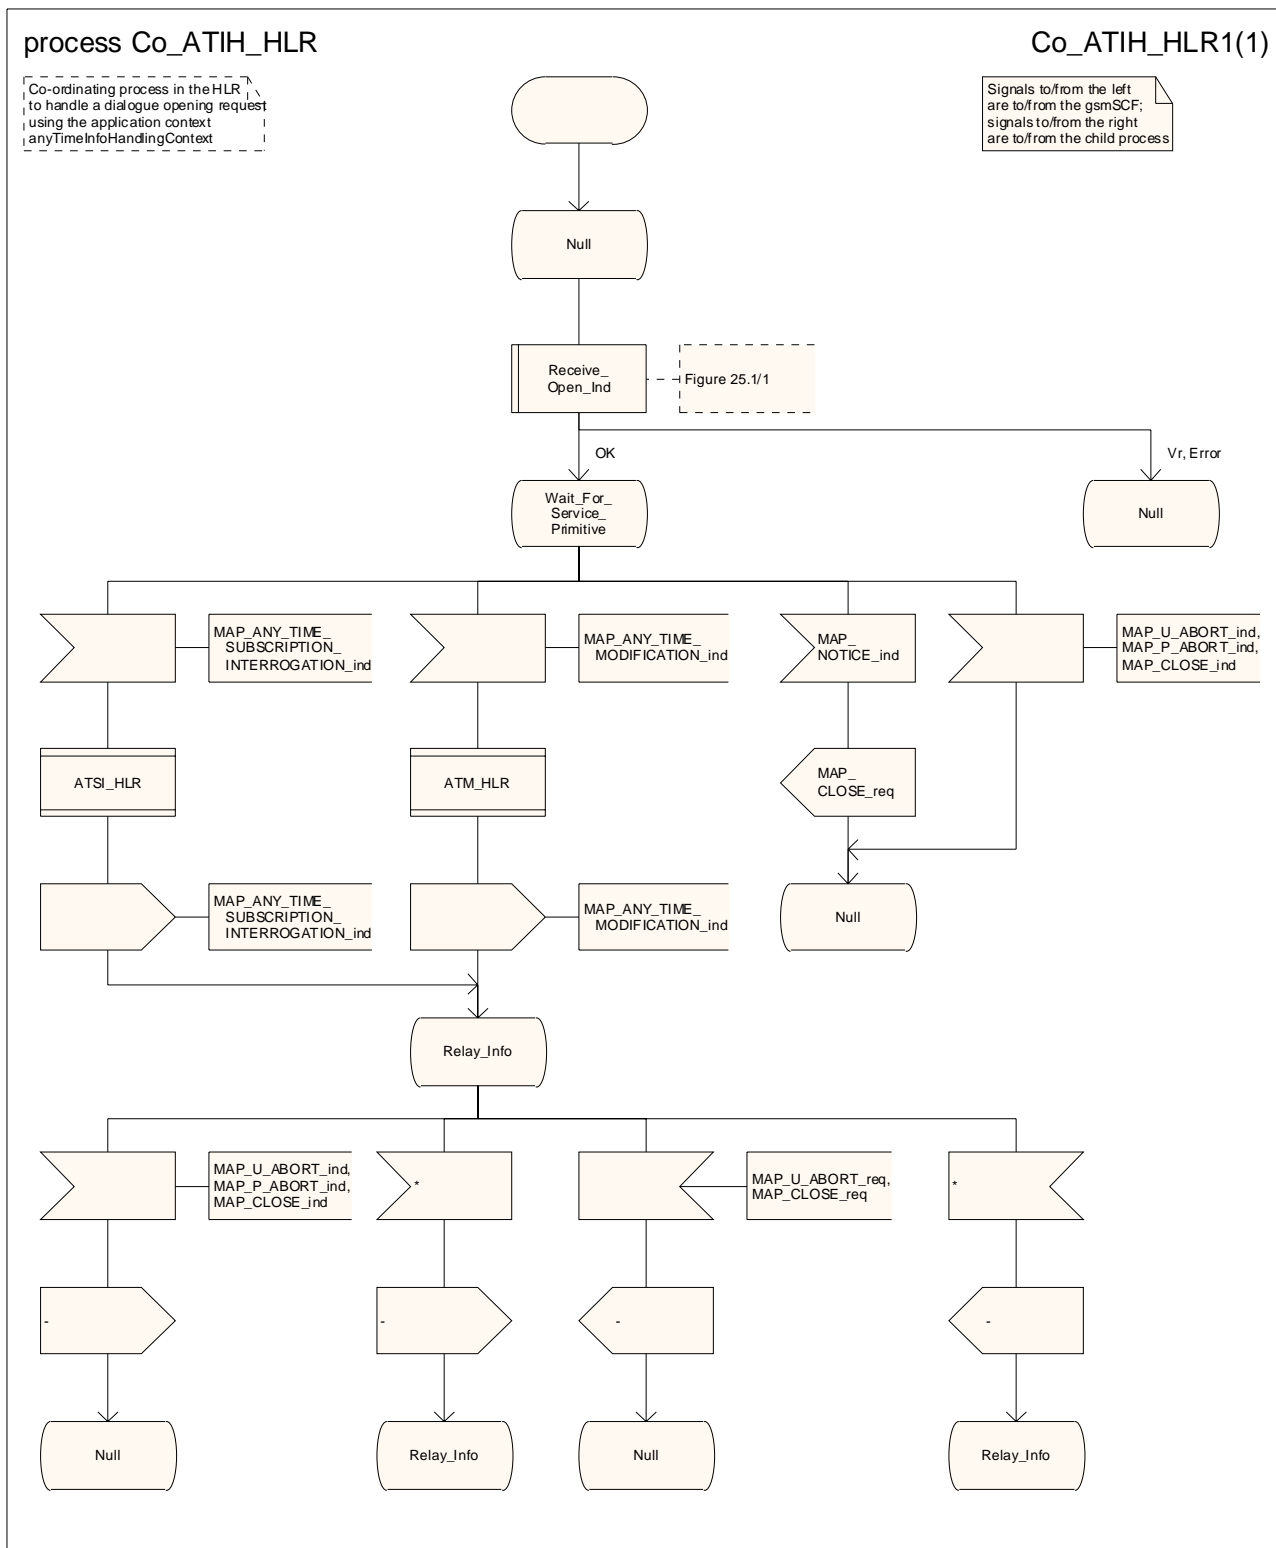 process Co_ATIH_HLR
Co_ATIH_HLR1(1)
Co-ordinating process in the HLR
to handle a dialogue opening request
using the application context
anyTimeInfoHandlingContext
Signals to/from the left
are to/from the gsmSCF;
signals to/from the right
are to/from the child process
Null
Receive_
Open_Ind
Figure 25.1/1
OK
Vr, Error
Wait_For_
Service_
Primitive
Null
MAP_ANY_TIME_
SUBSCRIPTION_
INTERROGATION_ind
MAP_ANY_TIME_
MODIFICATION_ind
MAP_
NOTICE_ind
MAP_U_ABORT_ind,
MAP_P_ABORT_ind,
MAP_CLOSE_ind
ATSI_HLR
ATM_HLR
MAP_
CLOSE_req
MAP_ANY_TIME_
SUBSCRIPTION_
INTERROGATION_ind
MAP_ANY_TIME_
MODIFICATION_ind
Null
Relay_Info
MAP_U_ABORT_ind,
MAP_P_ABORT_ind,
MAP_CLOSE_ind
*
MAP_U_ABORT_req,
MAP_CLOSE_req
*
-
-
-
-
Null
Relay_Info
Null
Relay_Info